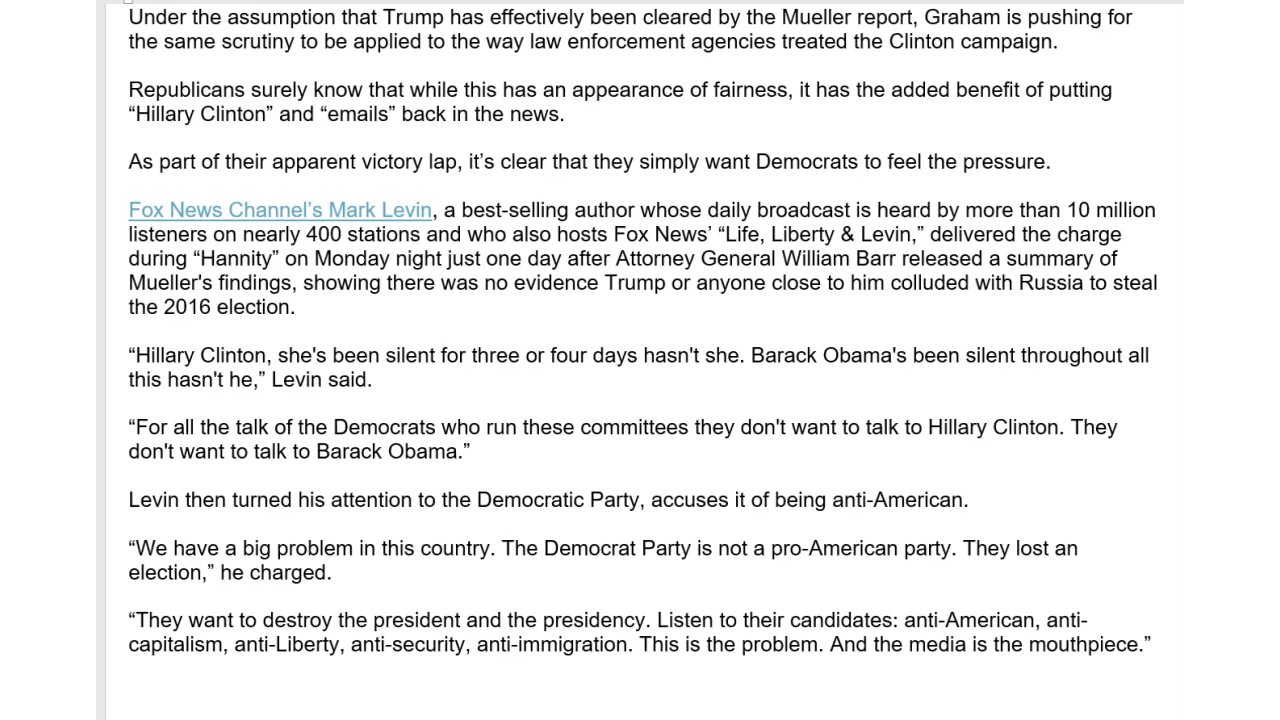 Under the assumption that Trump has effectively been cleared by the Mueller report, Graham is pushing for
the same scrutiny to be applied to the way law enforcement agencies treated the Clinton campaign.
Republicans surely know that while this has an appearance of fairness, it has the added benefit of putting
“Hillary Clinton” and “emails” back in the news.
As part of their apparent victory lap, it’s clear that they simply want Democrats to feel the pressure.
Fox News Channel’s Mark Levin, a best-selling author whose daily broadcast is heard by more than 10 million
listeners on nearly 400 stations and who also hosts Fox News’ “Life, Liberty & Levin,” delivered the charge
during “Hannity” on Monday night just one day after Attorney General William Barr released a summary of
Mueller's findings, showing there was no evidence Trump or anyone close to him colluded with Russia to steal
the 2016 election.
“Hillary Clinton, she's been silent for three or four days hasn't she. Barack Obama's been silent throughout all
this hasn't he,” Levin said.
“For all the talk of the Democrats who run these committees they don't want to talk to Hillary Clinton. They
don't want to talk to Barack Obama.”
Levin then turned his attention to the Democratic Party, accuses it of being anti-American.
“We have a big problem in this country. The Democrat Party is not a pro-American party. They lost an
election,” he charged.
“They want to destroy the president and the presidency. Listen to their candidates: anti-American, anti-
capitalism, anti-Liberty, anti-security, anti-immigration. This is the problem. And the media is the mouthpiece.”